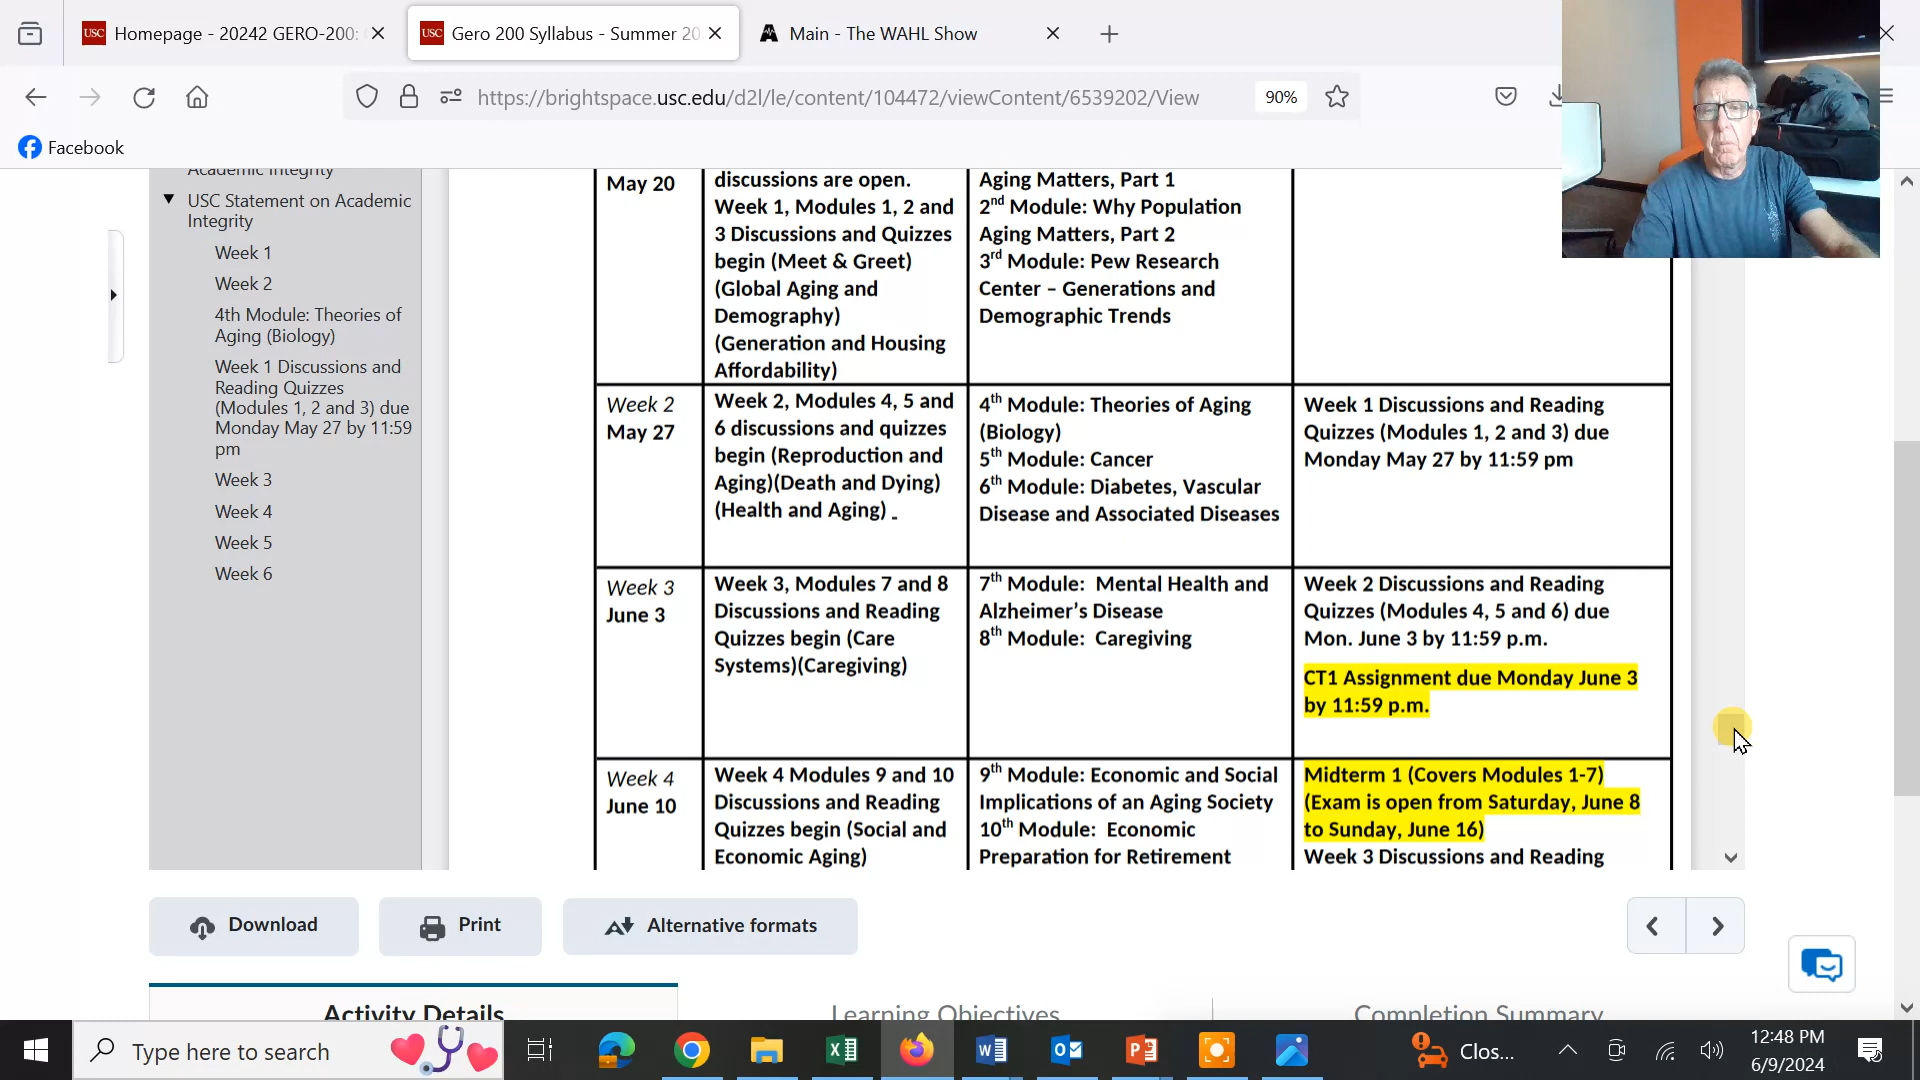 USC Homepage - 20242 GERO-200:
USC Gero 200 Syllabus - Summer 20
Main - The WAHL Show
https://brightspace.usc.edu/d2l/le/content/104472/viewContent/6539202/View
90%
Facebook
Academic Integrity
USC Statement on Academic
Integrity
Week 1
Week 2
4th Module: Theories of
Aging (Biology)
Week 1 Discussions and
Reading Quizzes
(Modules 1, 2 and 3) due
Monday May 27 by 11:59
pm
Week 3
Week 4
Week 5
Week 6
May 20
discussions are open.
Week 1, Modules 1, 2 and
3 Discussions and Quizzes
begin (Meet & Greet)
(Global Aging and
Demography)
(Generation and Housing
Affordability)
Aging Matters, Part 1
2nd Module: Why Population
Aging Matters, Part 2
3rd Module: Pew Research
Center – Generations and
Demographic Trends
Week 2
May 27
Week 2, Modules 4, 5 and
6 discussions and quizzes
begin (Reproduction and
Aging)(Death and Dying)
(Health and Aging) -
4th Module: Theories of Aging
(Biology)
5th Module: Cancer
6th Module: Diabetes, Vascular
Disease and Associated Diseases
Week 1 Discussions and Reading
Quizzes (Modules 1, 2 and 3) due
Monday May 27 by 11:59 pm
Week 3
June 3
Week 3, Modules 7 and 8
Discussions and Reading
Quizzes begin (Care
Systems)(Caregiving)
7th Module: Mental Health and
Alzheimer’s Disease
8th Module: Caregiving
Week 2 Discussions and Reading
Quizzes (Modules 4, 5 and 6) due
Mon. June 3 by 11:59 p.m.
CT1 Assignment due Monday June 3
by 11:59 p.m.
Week 4
June 10
Week 4 Modules 9 and 10
Discussions and Reading
Quizzes begin (Social and
Economic Aging)
9th Module: Economic and Social
Implications of an Aging Society
10th Module: Economic
Preparation for Retirement
Midterm 1 (Covers Modules 1-7)
(Exam is open from Saturday, June 8
to Sunday, June 16)
Week 3 Discussions and Reading
Download
Print
Alternative formats
Activity Details
Learning Objectives
Completion Summary
Type here to search
Clos...
12:48 PM
6/9/2024